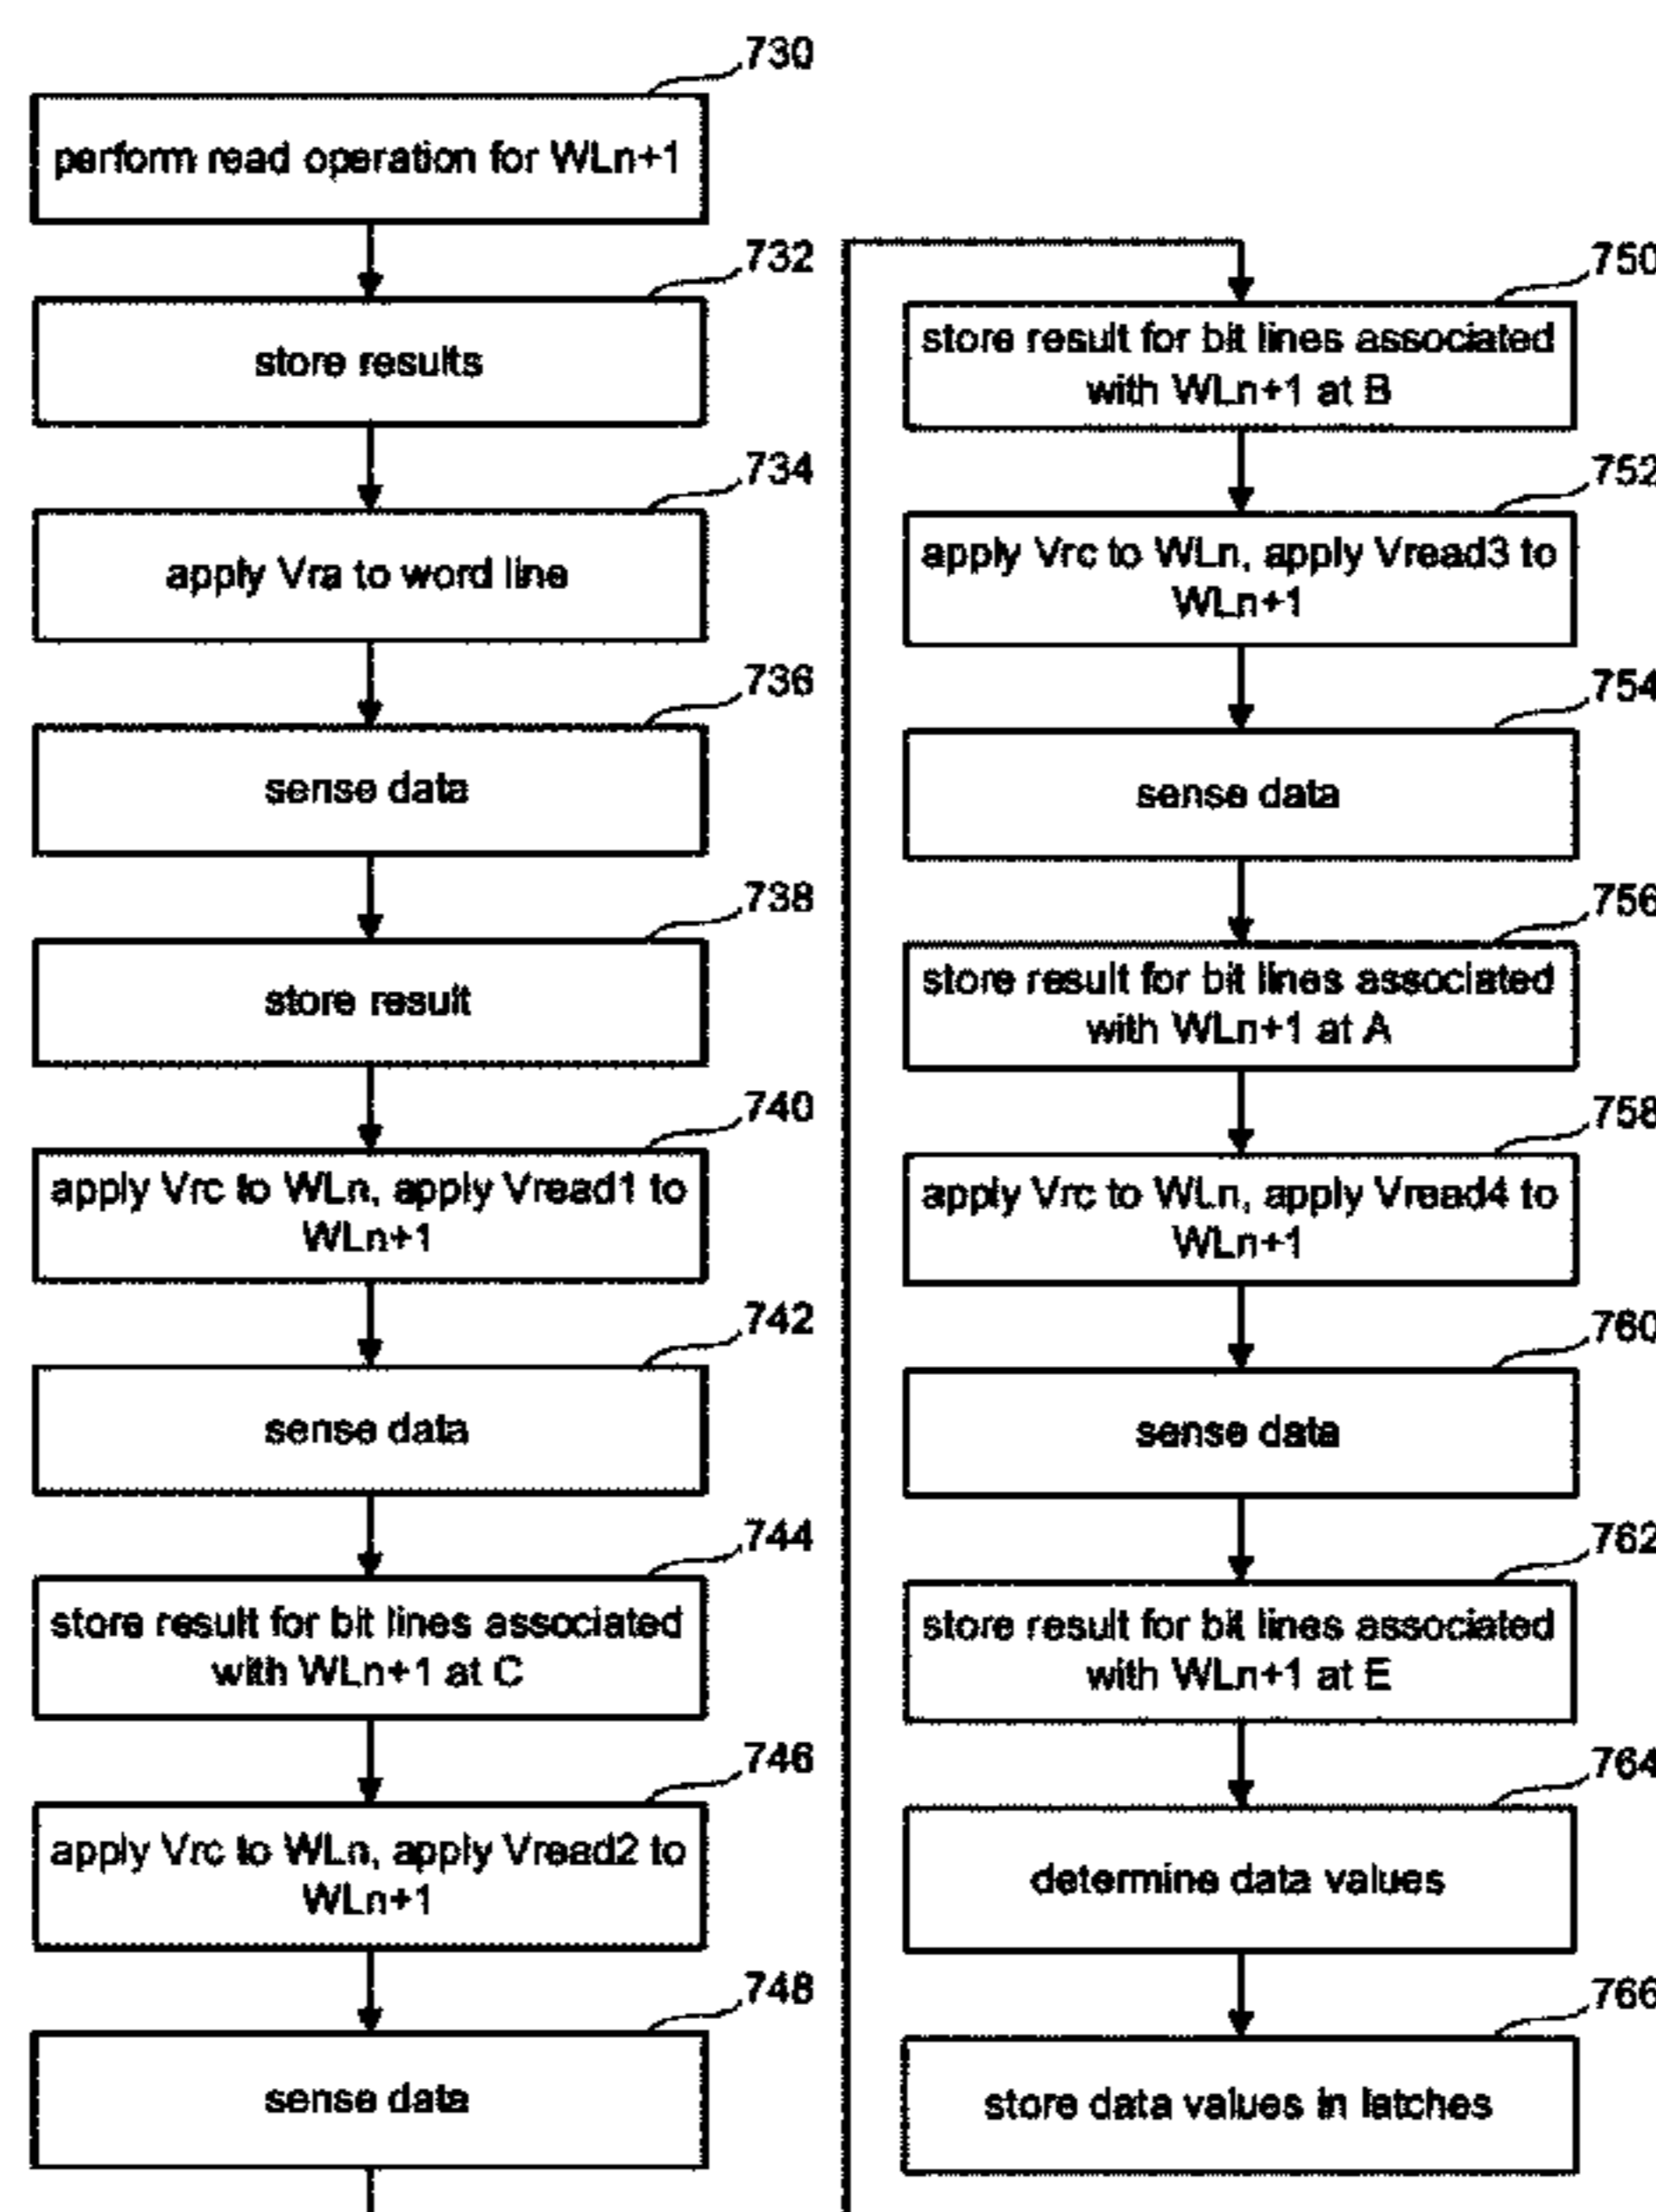 730
perform read operation for WLn+1
732
store results
734
apply Vra to word line
736
sense data
738
store result
740
apply Vrc to WLn, apply Vread1 to
WLn+1
742
sense data
744
store result for bit lines associated
with WLn+1 at C
746
apply Vrc to WLn, apply Vread2 to
WLn+1
748
sense data
750
store result for bit lines associated
with WLn+1 at B
752
apply Vrc to WLn, apply Vread3 to
WLn+1
754
sense data
756
store result for bit lines associated
with WLn+1 at A
758
apply Vrc to WLn, apply Vread4 to
WLn+1
760
sense data
762
store result for bit lines associated
with WLn+1 at E
764
determine data values
766
store data values in latches